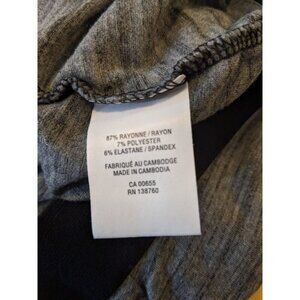 87% RAYONNE / RAYON
7% POLYESTER
6% ELASTANE / SPANDEX
FABRIQUÉ AU CAMBODGE
MADE IN CAMBODIA
CA 00655
RN 138760